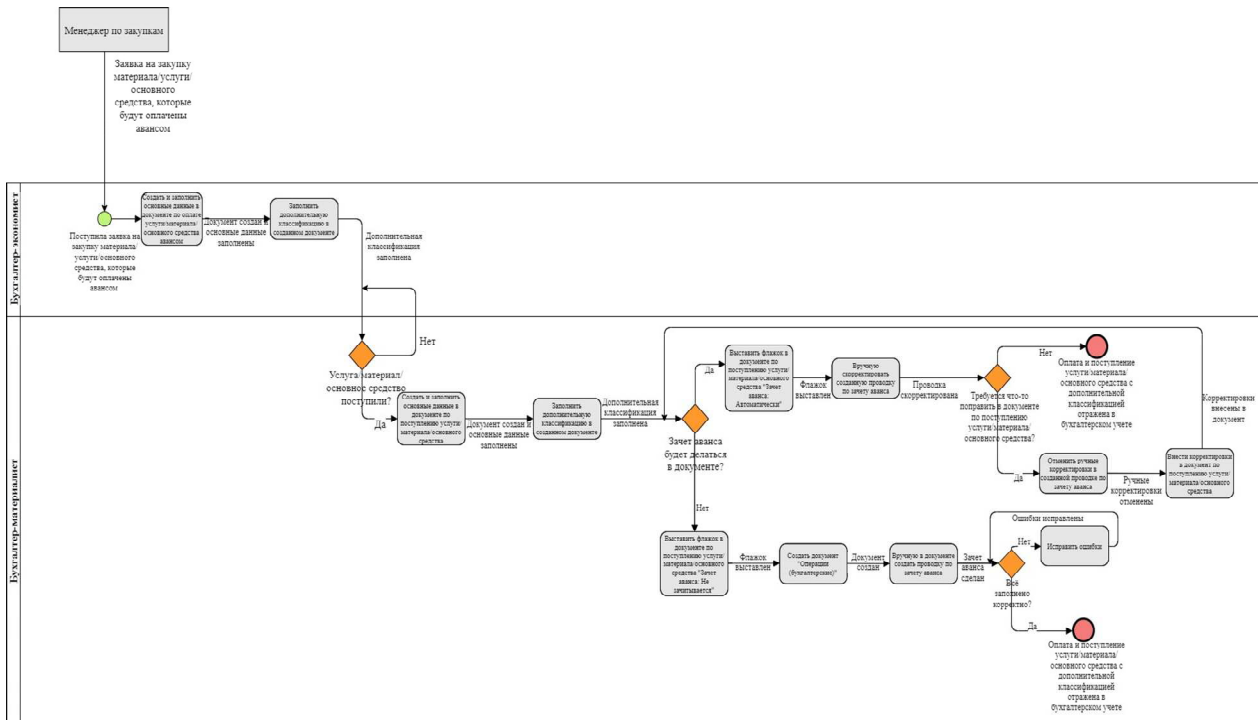 Менеджер по закупкам
Заявка на закупку
материала/услуги/
основного
средства, которые
будут оплачены
авансом
Бухгалтер-экономист
Поступила заявка на
закупку материала/
услуги/основного
средства, которые
будут оплачены
авансом
Создать и заполнить
основные данные в
документе по оплате
услуги/материала/
основного средства
авансом
Документ создан и
основные данные
заполнены
Заполнить
дополнительную
классификацию в
созданном документе
Дополнительная
классификация
заполнена
Бухгалтер-материалист
Нет
Услуга/материал/
основное средство
поступили?
Да
Создать и заполнить
основные данные в
документе по
поступлению услуги/
материала/основного
средства
Документ создан и
основные данные
заполнены
Заполнить
дополнительную
классификацию в
созданном документе
Дополнительная
классификация
заполнена
Зачет аванса
будет делаться
в документе?
Да
Выставить флажок в
документе по
поступлению услуги/
материала/основного
средства "Зачет
аванса:
Автоматически"
Флажок
выставлен
Вручную
скорректировать
созданную проводку
по зачету аванса
Проводка
скорректирована
Требуется что-то
поправить в документе
по поступлению
услуги/материала/
основного средства?
Нет
Оплата и поступление
услуги/материала/
основного средства с
дополнительной
классификацией
отражена в
бухгалтерском учете
Да
Отменить ручные
корректировки в
созданной проводке по
зачету аванса
Ручные
корректировки
отменены
Внести корректировки
в документ по
поступлению услуги/
материала/основного
средства
Корректировки
внесены в
документ
Нет
Выставить флажок в
документе по
поступлению услуги/
материала/основного
средства "Зачет
аванса: Не
зачитывается"
Флажок
выставлен
Создать документ
"Операции
(бухгалтерские)"
Документ
создан
Вручную в документе
создать проводку по
зачету аванса
Зачет
аванса
сделан
Всё
заполнено
корректно?
Нет
Исправить ошибки
Ошибки исправлены
Да
Оплата и поступление
услуги/материала/
основного средства с
дополнительной
классификацией
отражена в
бухгалтерском учете